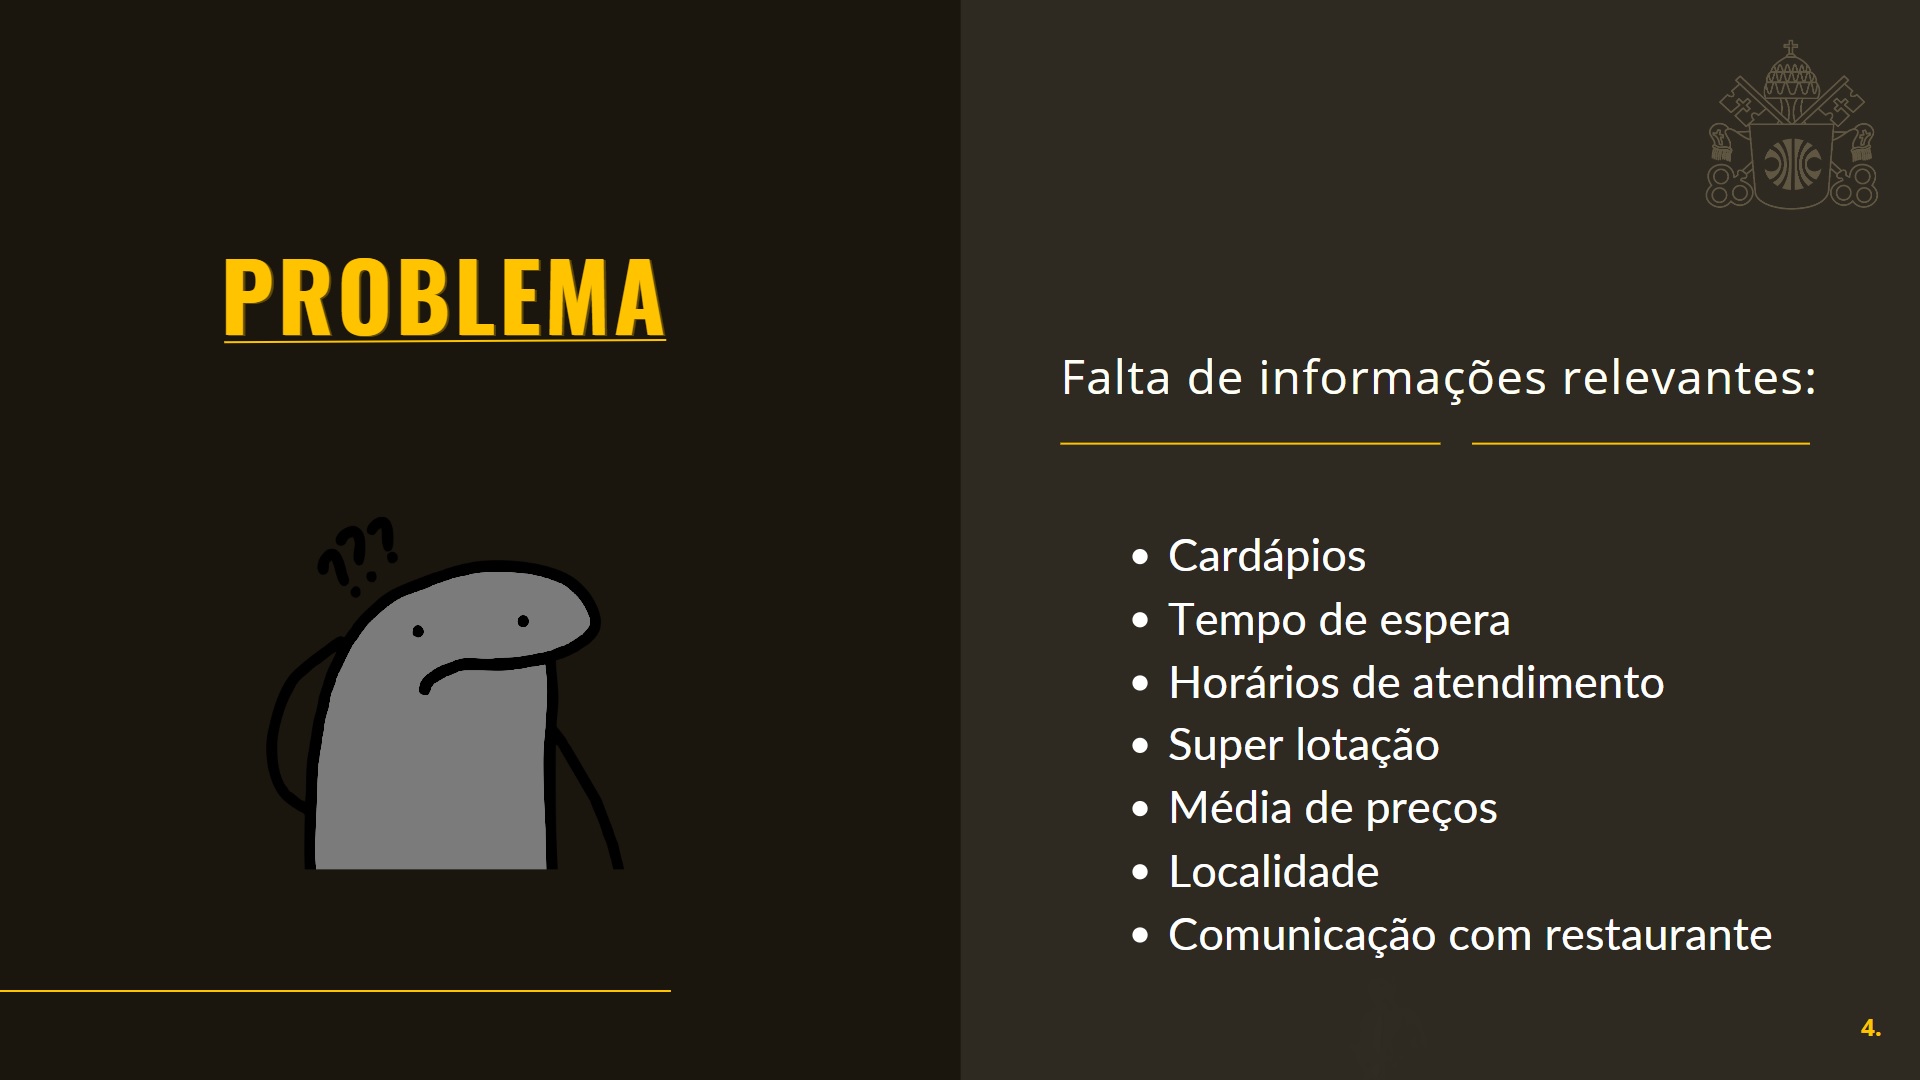 PROBLEMA
???
Falta de informações relevantes:
• Cardápios
• Tempo de espera
• Horários de atendimento
• Super lotação
• Média de preços
• Localidade
• Comunicação com restaurante
4.